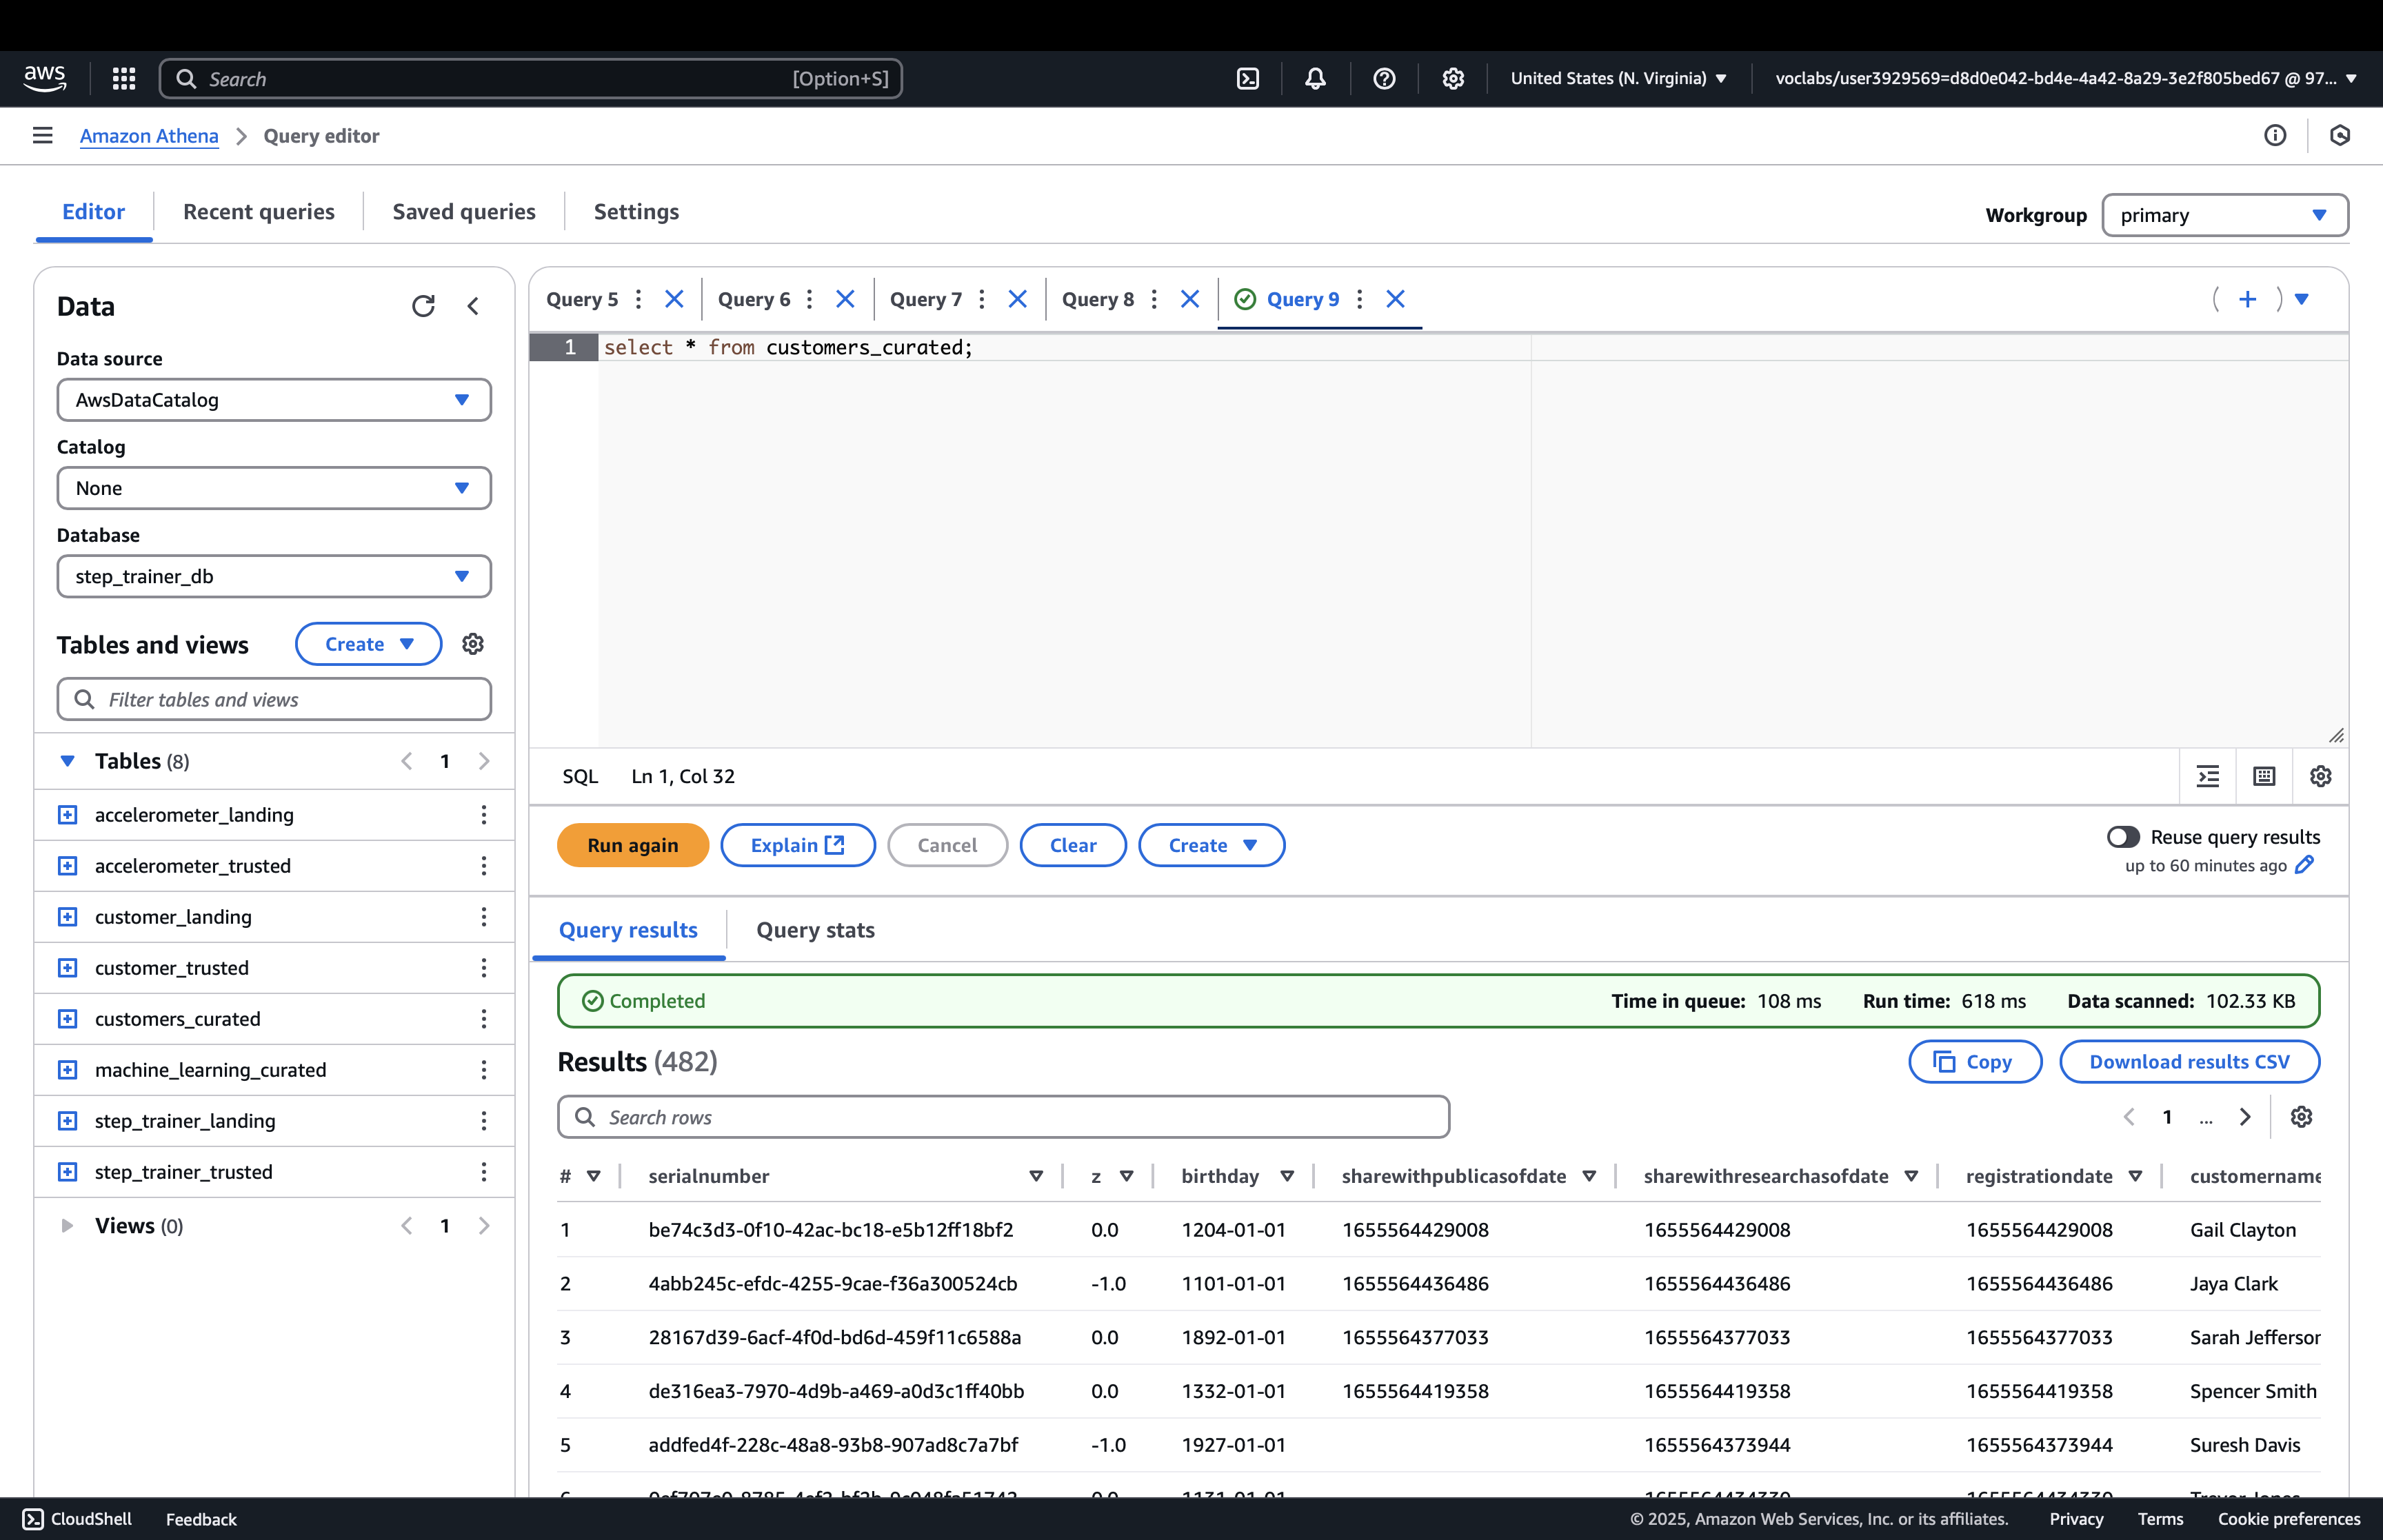 aws Search [Option+S] United States (N. Virginia) voclabs/user3929569=d8d0e042-bd4e-4a42-8a29-3e2f805bed67 @ 97...
Amazon Athena > Query editor
Editor Recent queries Saved queries Settings Workgroup primary
Data
Data source
AwsDataCatalog
Catalog
None
Database
step_trainer_db
Tables and views Create
Filter tables and views
Tables (8) 1
accelerometer_landing
accelerometer_trusted
customer_landing
customer_trusted
customers_curated
machine_learning_curated
step_trainer_landing
step_trainer_trusted
Views (0) 1
Query 5 Query 6 Query 7 Query 8 Query 9
1 select * from customers_curated;
SQL Ln 1, Col 32
Run again Explain Cancel Clear Create Reuse query results
up to 60 minutes ago
Query results Query stats
Completed Time in queue: 108 ms Run time: 618 ms Data scanned: 102.33 KB
Results (482) Copy Download results CSV
Search rows 1 ...
# serialnumber z birthday sharewithpublicasofdate sharewithresearchasofdate registrationdate customername
1 be74c3d3-0f10-42ac-bc18-e5b12ff18bf2 0.0 1204-01-01 1655564429008 1655564429008 1655564429008 Gail Clayton
2 4abb245c-efdc-4255-9cae-f36a300524cb -1.0 1101-01-01 1655564436486 1655564436486 1655564436486 Jaya Clark
3 28167d39-6acf-4f0d-bd6d-459f11c6588a 0.0 1892-01-01 1655564377033 1655564377033 1655564377033 Sarah Jefferson
4 de316ea3-7970-4d9b-a469-a0d3c1ff40bb 0.0 1332-01-01 1655564419358 1655564419358 1655564419358 Spencer Smith
5 addfed4f-228c-48a8-93b8-907ad8c7a7bf -1.0 1927-01-01 1655564373944 1655564373944 Suresh Davis
CloudShell Feedback © 2025, Amazon Web Services, Inc. or its affiliates. Privacy Terms Cookie preferences